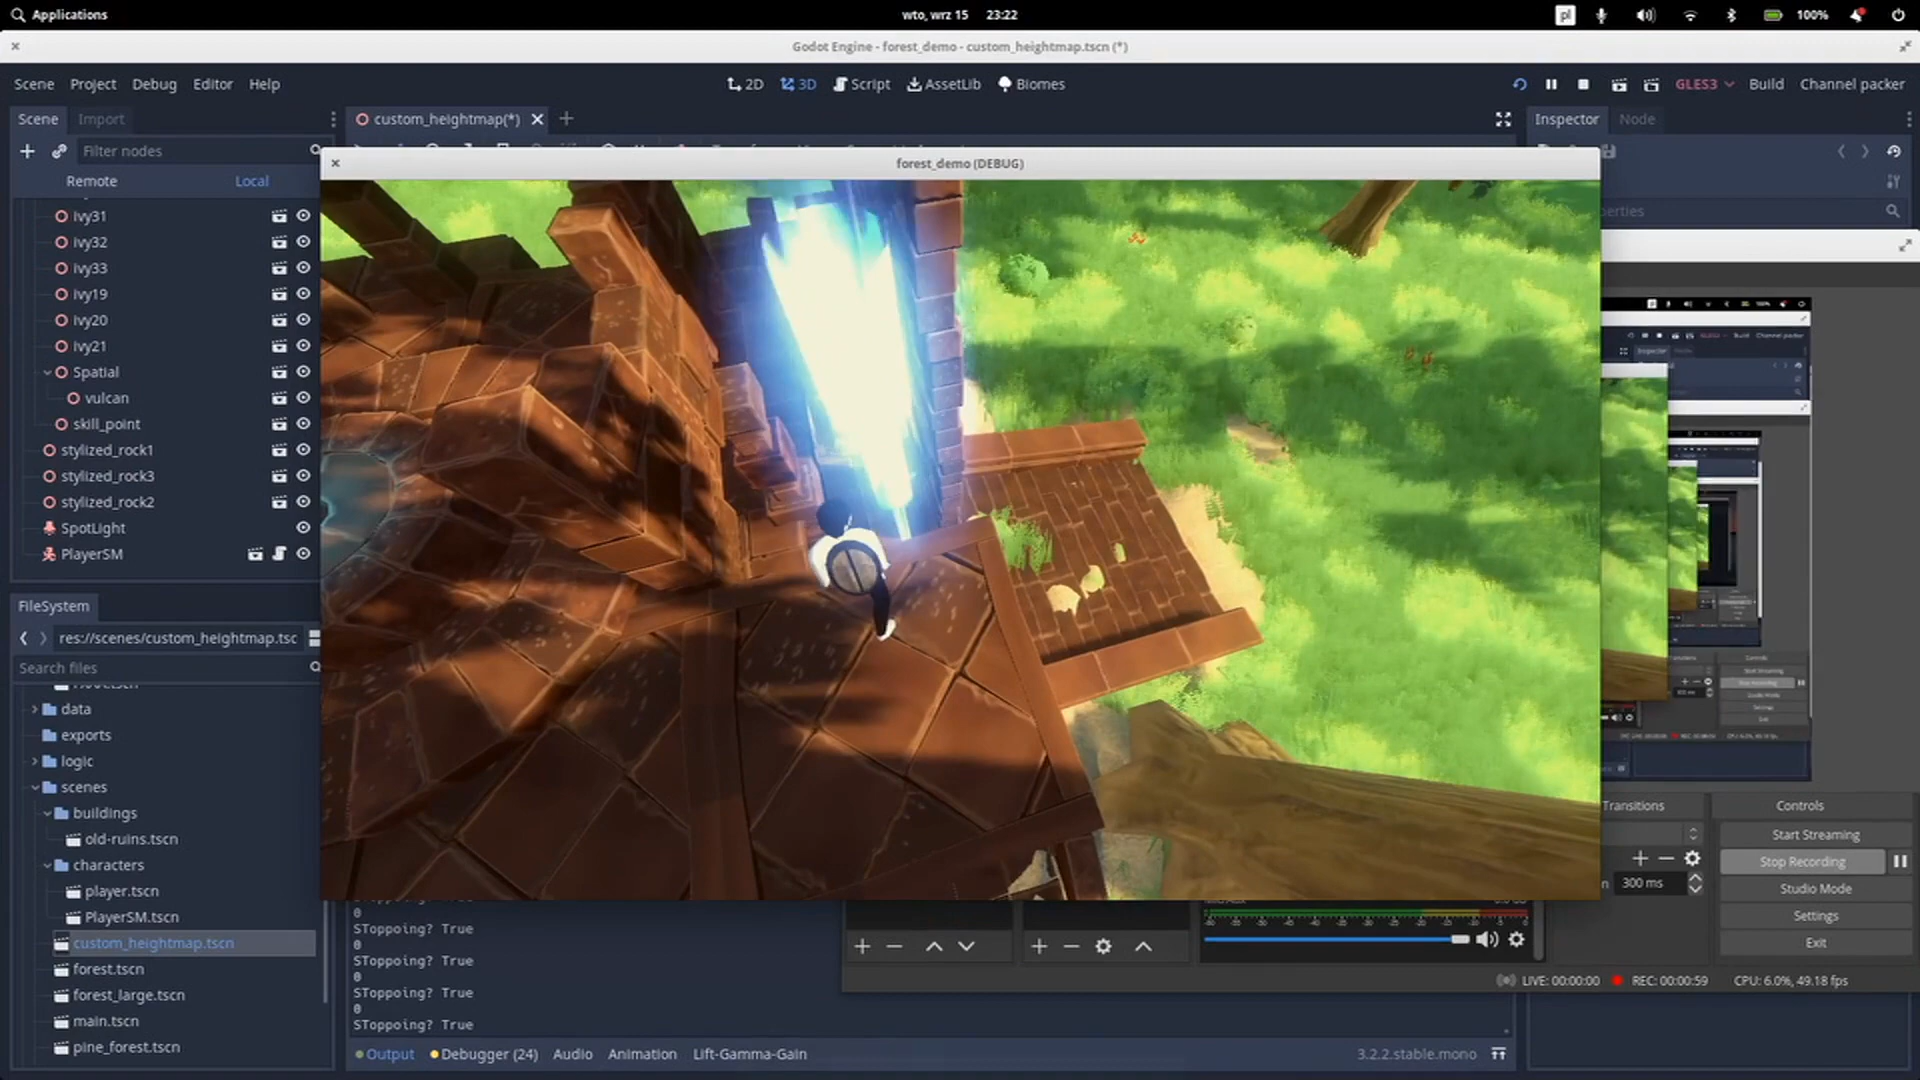 Applications
wto, wrz 15 23:22
pl
100%
Godot Engine - forest_demo - custom_heightmap.tscn (*)
Scene Project Debug Editor Help
2D 3D Script AssetLib Biomes
GLES3 Build Channel packer
Scene Import
custom_heightmap(*)
Inspector Node
Filter nodes
Remote Local
forest_demo (DEBUG)
ivy31
ivy32
ivy33
ivy19
ivy20
ivy21
Spatial
vulcan
skill_point
stylized_rock1
stylized_rock3
stylized_rock2
SpotLight
PlayerSM
FileSystem
res://scenes/custom_heightmap.tsc
Search files
data
exports
logic
scenes
buildings
old-ruins.tscn
characters
player.tscn
PlayerSM.tscn
custom_heightmap.tscn
forest.tscn
forest_large.tscn
main.tscn
pine_forest.tscn
0
SToppoing? True
0
SToppoing? True
0
SToppoing? True
0
SToppoing? True
Output Debugger (24) Audio Animation Lift-Gamma-Gain
3.2.2.stable.mono
Transitions
300 ms
Controls
Start Streaming
Stop Recording
Studio Mode
Settings
Exit
LIVE: 00:00:00 REC: 00:00:59 CPU: 6.0%, 49.18 fps